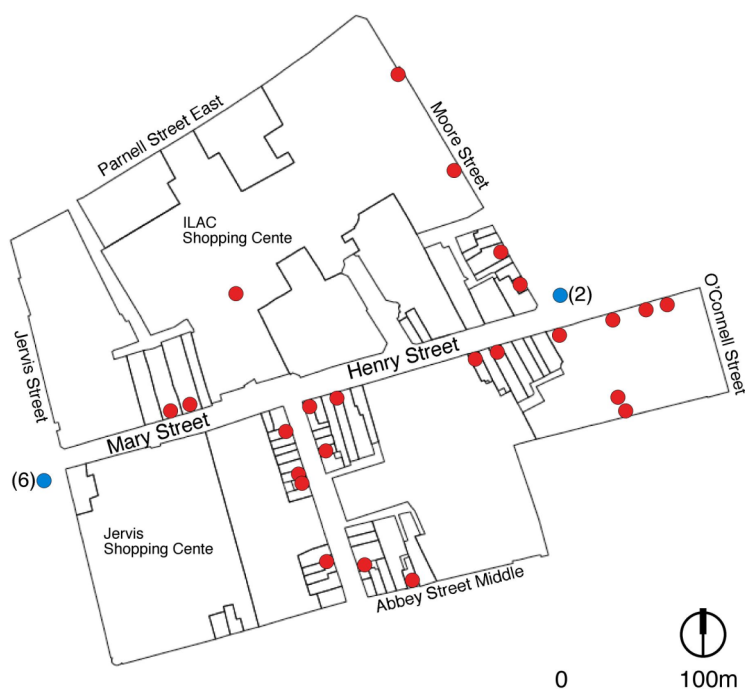 Parnell Street East
Moore Street
ILAC
Shopping Cente
(2)
O'Connell Street
Jervis Street
Henry Street
Mary Street
(6)
Jervis
Shopping Cente
Abbey Street Middle
0 100m